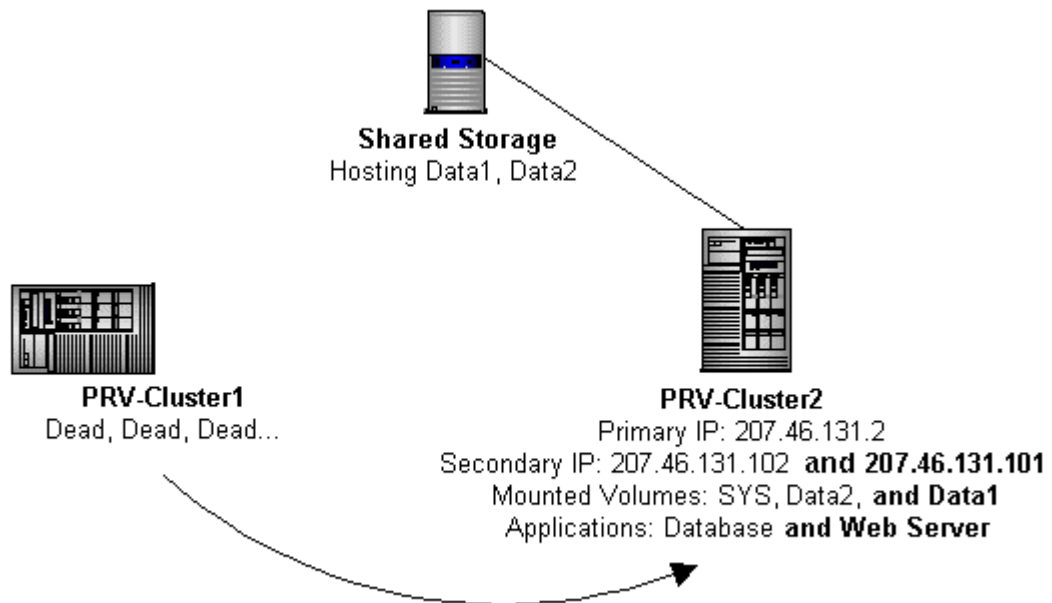 Shared Storage
Hosting Data1, Data2
PRV-Cluster1
Dead, Dead, Dead...
PRV-Cluster2
Primary IP: 207.46.131.2
Secondary IP: 207.46.131.102 and 207.46.131.101
Mounted Volumes: SYS, Data2, and Data1
Applications: Database and Web Server